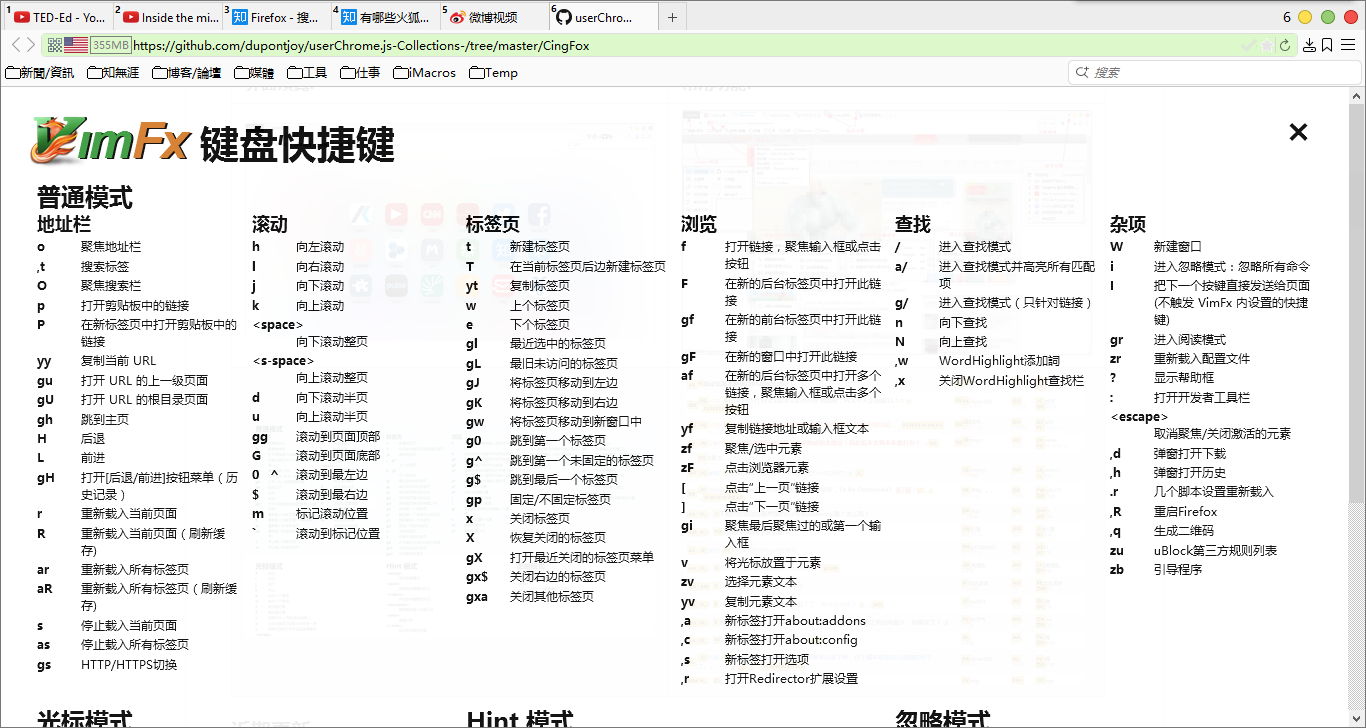 1 TED-Ed - Yo...
2 Inside the mi...
3 知 Firefox - 搜...
4 知 有哪些火狐...
5 微博视频
6 userChro...
6
355MB https://github.com/dupontjoy/userChrome.js-Collections-/tree/master/CingFox
新聞/資訊 知無涯 博客/論壇 媒體 工具 仕事 iMacros Temp
搜索
VimFx 键盘快捷键
普通模式
地址栏
o 聚焦地址栏
,t 搜索标签
O 聚焦搜索栏
p 打开剪贴板中的链接
P 在新标签页中打开剪贴板中的
链接
yy 复制当前 URL
gu 打开 URL 的上一级页面
gU 打开 URL 的根目录页面
gh 跳到主页
H 后退
L 前进
gH 打开[后退/前进]按钮菜单（历
史记录）
r 重新载入当前页面
R 重新载入当前页面（刷新缓
存)
ar 重新载入所有标签页
aR 重新载入所有标签页（刷新缓
存)
s 停止载入当前页面
as 停止载入所有标签页
gs HTTP/HTTPS切换
滚动
h 向左滚动
l 向右滚动
j 向下滚动
k 向上滚动
<space>
向下滚动整页
<s-space>
向上滚动整页
d 向下滚动半页
u 向上滚动半页
gg 滚动到页面顶部
G 滚动到页面底部
0 ^ 滚动到最左边
$ 滚动到最右边
m 标记滚动位置
` 滚动到标记位置
标签页
t 新建标签页
T 在当前标签页后边新建标签页
yt 复制标签页
w 上个标签页
e 下个标签页
gl 最近选中的标签页
gL 最旧未访问的标签页
gJ 将标签页移动到左边
gK 将标签页移动到右边
gw 将标签页移动到新窗口中
g0 跳到第一个标签页
g^ 跳到第一个未固定的标签页
g$ 跳到最后一个标签页
gp 固定/不固定标签页
x 关闭标签页
X 恢复关闭的标签页
gX 打开最近关闭的标签页菜单
gx$ 关闭右边的标签页
gxa 关闭其他标签页
浏览
f 打开链接，聚焦输入框或点击
按钮
F 在新的后台标签页中打开此链
接
gf 在新的前台标签页中打开此链
接
gF 在新的窗口中打开此链接
af 在新的后台标签页中打开多个
链接，聚焦输入框或点击多个
按钮
yf 复制链接地址或输入框文本
zf 聚焦/选中元素
zF 点击浏览器元素
[ 点击“上一页”链接
] 点击“下一页”链接
gi 聚焦最后聚焦过的或第一个输
入框
v 将光标放置于元素
zv 选择元素文本
yv 复制元素文本
,a 新标签打开about:addons
,c 新标签打开about:config
,s 新标签打开选项
,r 打开Redirector扩展设置
查找
/ 进入查找模式
a/ 进入查找模式并高亮所有匹配
项
g/ 进入查找模式（只针对链接）
n 向下查找
N 向上查找
,w WordHighlight添加詞
,x 关闭WordHighlight查找栏
杂项
W 新建窗口
i 进入忽略模式：忽略所有命令
I 把下一个按键直接发送给页面
(不触发 VimFx 内设置的快捷
键)
gr 进入阅读模式
zr 重新载入配置文件
? 显示帮助框
: 打开开发者工具栏
<escape>
取消聚焦/关闭激活的元素
,d 弹窗打开下载
,h 弹窗打开历史
.r 几个脚本设置重新载入
,R 重启Firefox
,q 生成二维码
zu uBlock第三方规则列表
zb 引导程序
光标模式
Hint 模式
忽略模式